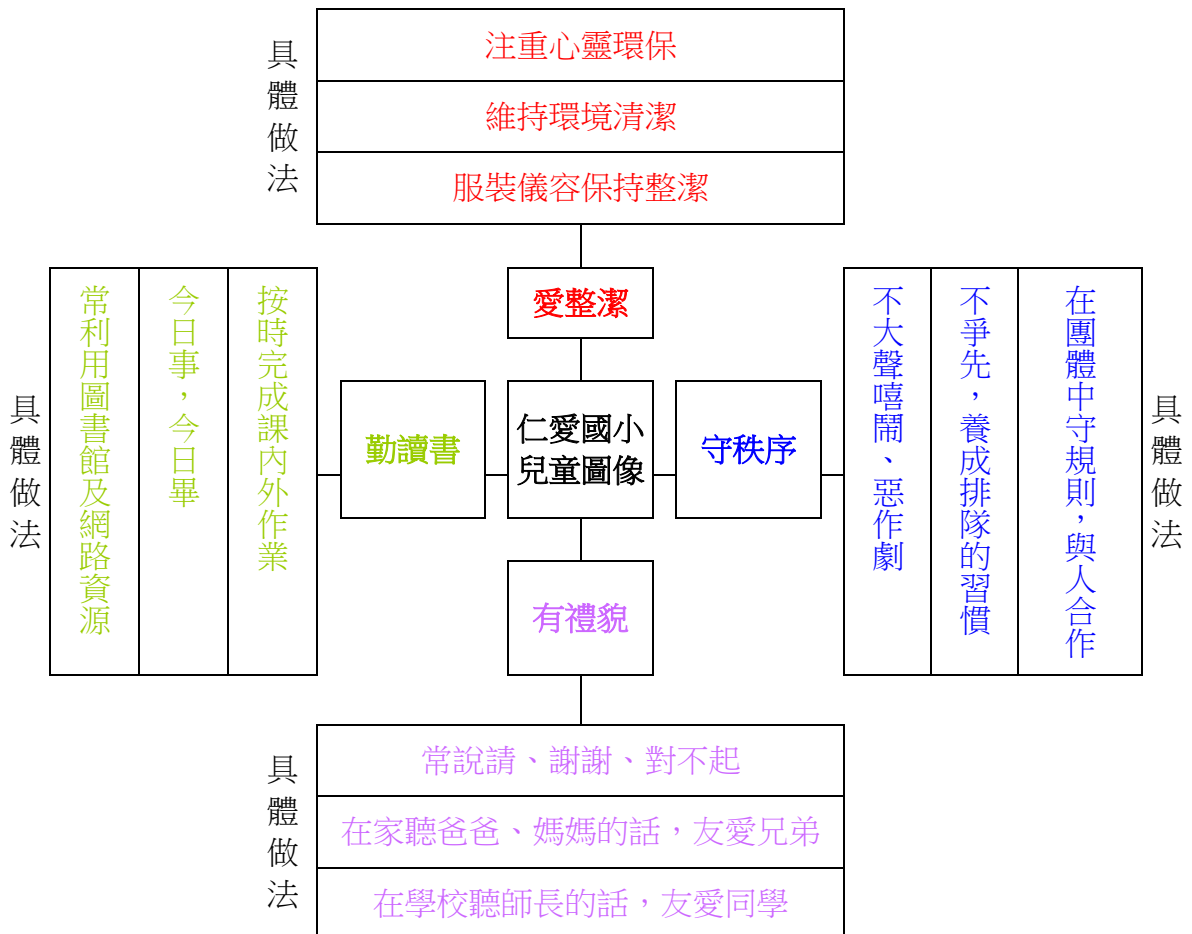 具體做法
注重心靈環保
維持環境清潔
服裝儀容保持整潔
愛整潔
具體做法
常利用圖書館及網路資源
今日事，今日畢
按時完成課內外作業
勤讀書
仁愛國小
兒童圖像
守秩序
不大聲嘻鬧、惡作劇
不爭先，養成排隊的習慣
在團體中守規則，與人合作
具體做法
有禮貌
具體做法
常說請、謝謝、對不起
在家聽爸爸、媽媽的話，友愛兄弟
在學校聽師長的話，友愛同學